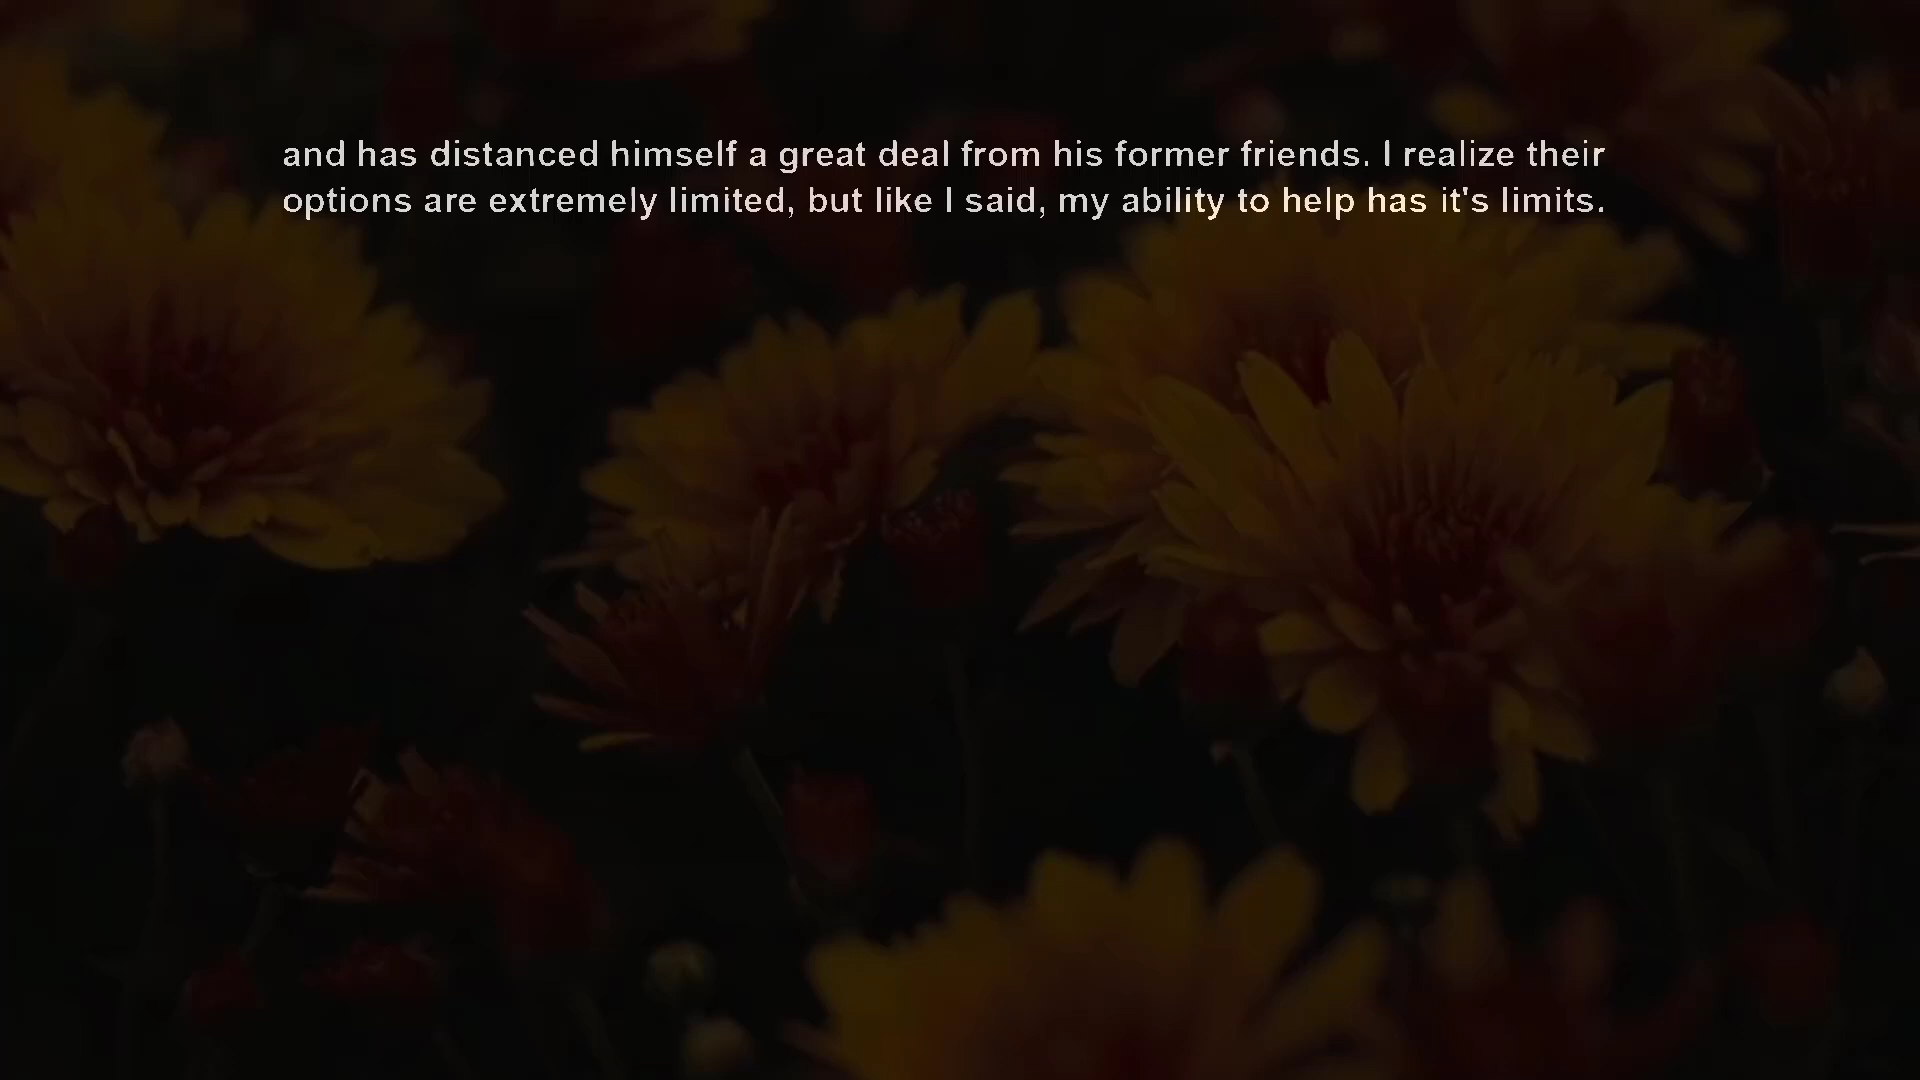 and has distanced himself a great deal from his former friends. I realize their
options are extremely limited, but like I said, my ability to help has it's limits.